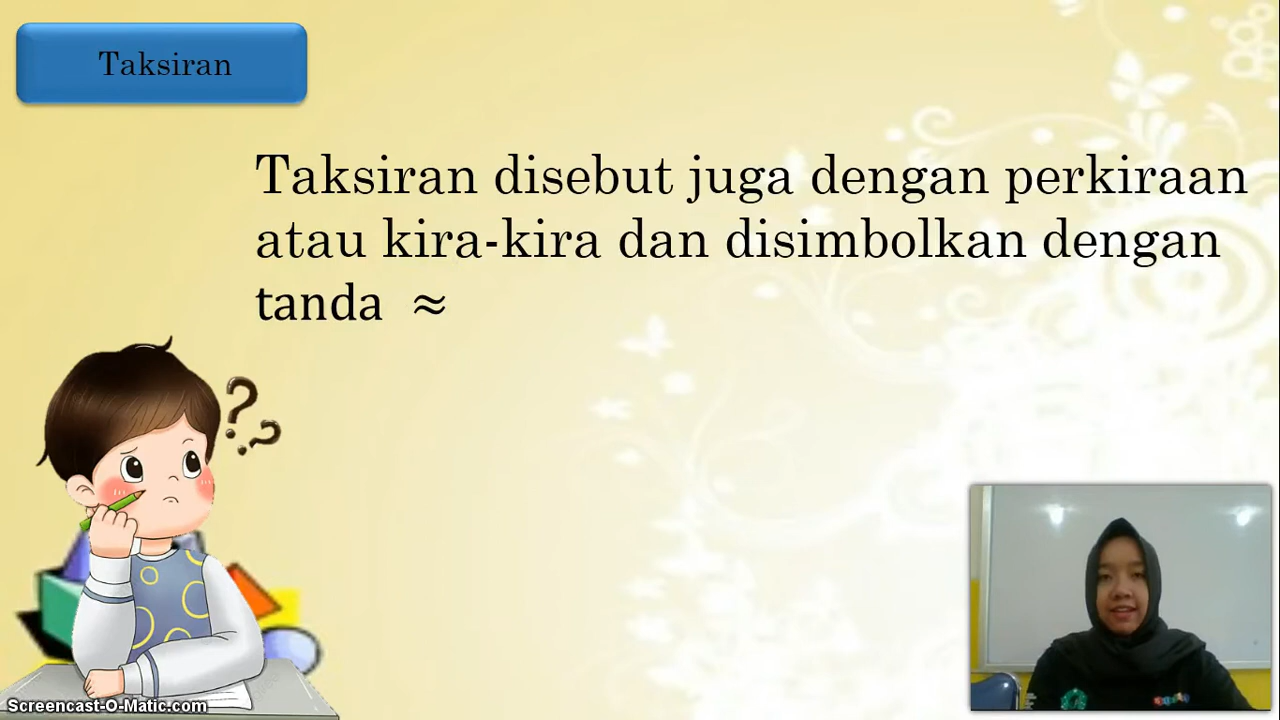 Taksiran
Taksiran disebut juga dengan perkiraan
atau kira-kira dan disimbolkan dengan
tanda ≈
Screencast-O-Matic.com